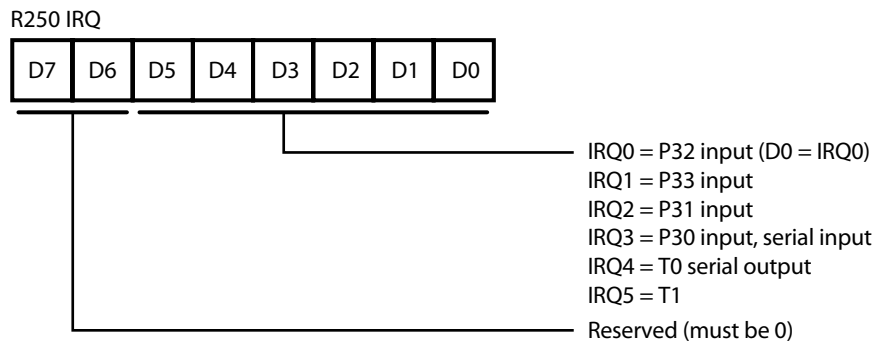 R250 IRQ
D7 D6 D5 D4 D3 D2 D1 D0
IRQ0 = P32 input (D0 = IRQ0)
IRQ1 = P33 input
IRQ2 = P31 input
IRQ3 = P30 input, serial input
IRQ4 = T0 serial output
IRQ5 = T1
Reserved (must be 0)